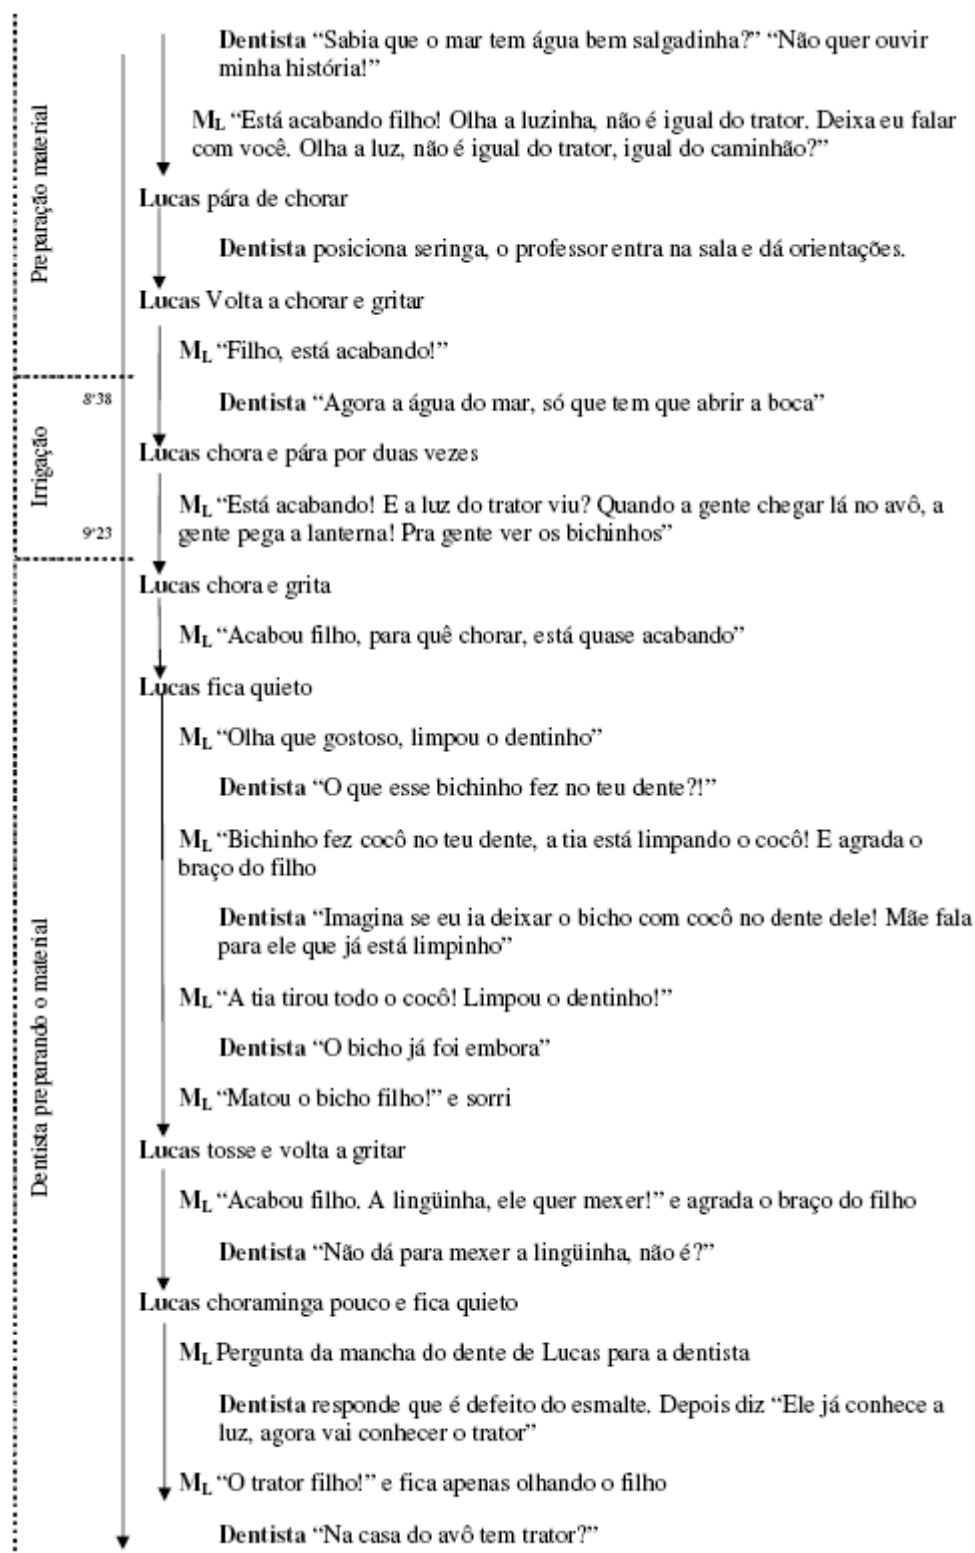 Preparação material
Dentista “Sabia que o mar tem água bem salgadinha?” “Não quer ouvir
minha história!”
M_L “Está acabando filho! Olha a luzinha, não é igual do trator. Deixa eu falar
com você. Olha a luz, não é igual do trator, igual do caminhão?”
Lucas pára de chorar
Dentista posiciona seringa, o professor entra na sala e dá orientações.
Lucas Volta a chorar e gritar
M_L “Filho, está acabando!”
Irrigação
8’38
Dentista “Agora a água do mar, só que tem que abrir a boca”
Lucas chora e pára por duas vezes
M_L “Está acabando! E a luz do trator viu? Quando a gente chegar lá no avô, a
gente pega a lanterna! Pra gente ver os bichinhos”
9’23
Dentista preparando o material
Lucas chora e grita
M_L “Acabou filho, para quê chorar, está quase acabando”
Lucas fica quieto
M_L “Olha que gostoso, limpou o dentinho”
Dentista “O que esse bichinho fez no teu dente?!”
M_L “Bichinho fez cocô no teu dente, a tia está limpando o cocô! E agrada o
braço do filho
Dentista “Imagina se eu ia deixar o bicho com cocô no dente dele! Mãe fala
para ele que já está limpinho”
M_L “A tia tirou todo o cocô! Limpou o dentinho!”
Dentista “O bicho já foi embora”
M_L “Matou o bicho filho!” e sorri
Lucas tosse e volta a gritar
M_L “Acabou filho. A lingüinha, ele quer mexer!” e agrada o braço do filho
Dentista “Não dá para mexer a lingüinha, não é?”
Lucas choraminga pouco e fica quieto
M_L Pergunta da mancha do dente de Lucas para a dentista
Dentista responde que é defeito do esmalte. Depois diz “Ele já conhece a
luz, agora vai conhecer o trator”
M_L “O trator filho!” e fica apenas olhando o filho
Dentista “Na casa do avô tem trator?”